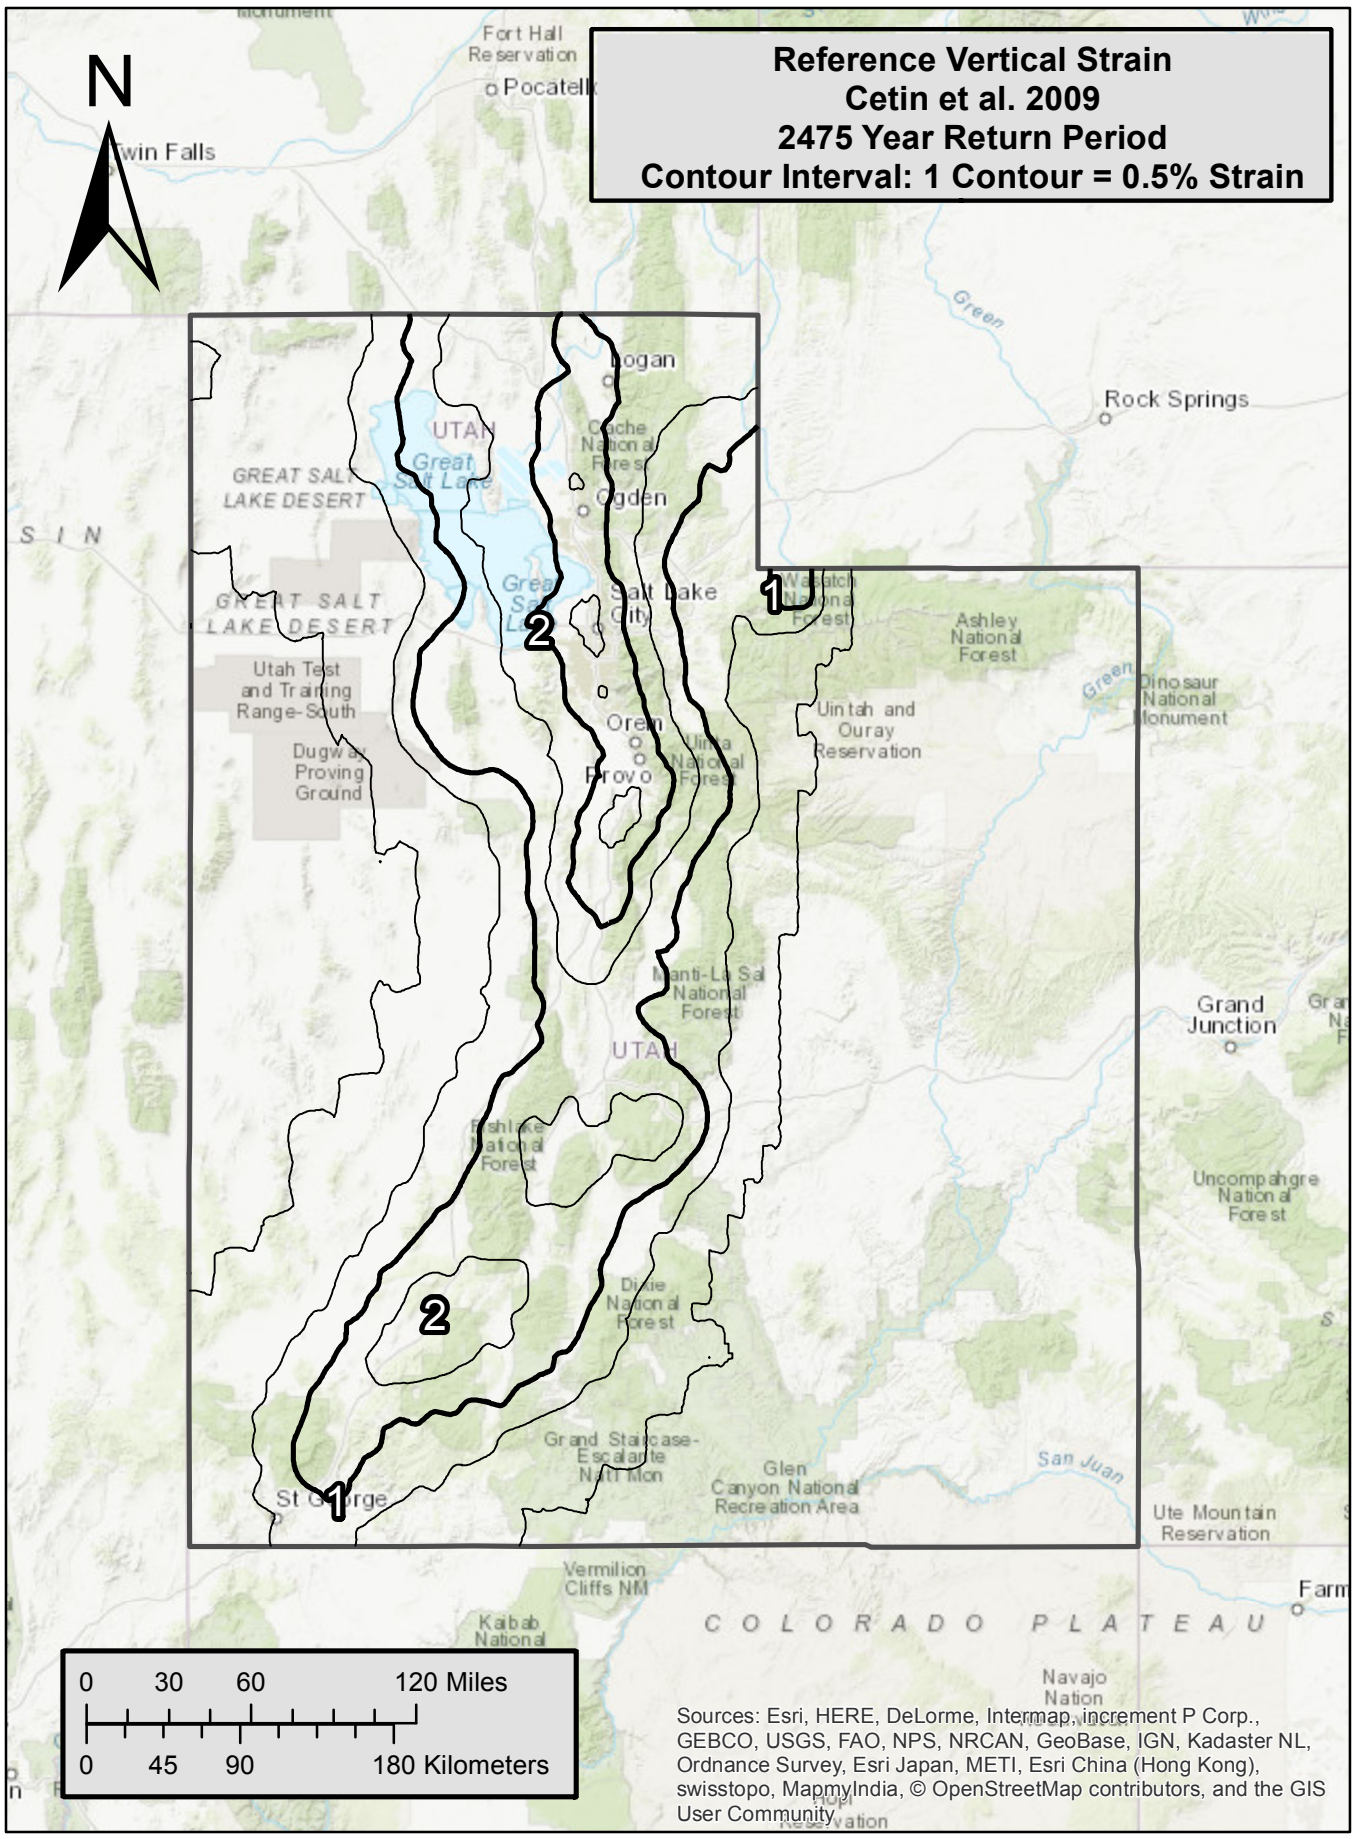 Monument
Fort Hall
Reservation
Pocatell
Reference Vertical Strain
Cetin et al. 2009
2475 Year Return Period
Contour Interval: 1 Contour = 0.5% Strain
N
Twin Falls
Green
Logan
Rock Springs
UTAH
Cache
National
Forest
Great
Salt Lake
GREAT SALT
LAKE DESERT
Ogden
S I N
Great
Salt
Lake
2
Salt Lake
City
1
Wasatch
National
Forest
GREAT SALT
LAKE DESERT
Ashley
National
Forest
Utah Test
and Training
Range-South
Green
Dinosaur
National
Monument
Uintah and
Ouray
Reservation
Orem
Dugway
Proving
Ground
Uinta
National
Forest
Provo
Manti-La Sal
National
Forest
Grand
Junction
Gra
Na
F
UTAH
Fishlake
National
Forest
Uncompahgre
National
Forest
2
Dixie
National
Forest
S
Grand Staircase-
Escalante
Nat'l Mon
Glen
Canyon National
Recreation Area
San Juan
St George
1
Ute Mountain
Reservation
Vermilion
Cliffs NM
Farm
Kaibab
National
COLORADO PLATEAU
Navajo
Nation
0 30 60 120 Miles
0 45 90 180 Kilometers
Sources: Esri, HERE, DeLorme, Intermap, increment P Corp.,
GEBCO, USGS, FAO, NPS, NRCAN, GeoBase, IGN, Kadaster NL,
Ordnance Survey, Esri Japan, METI, Esri China (Hong Kong),
swisstopo, MapmyIndia, © OpenStreetMap contributors, and the GIS
User Community
Hopi
Reservation